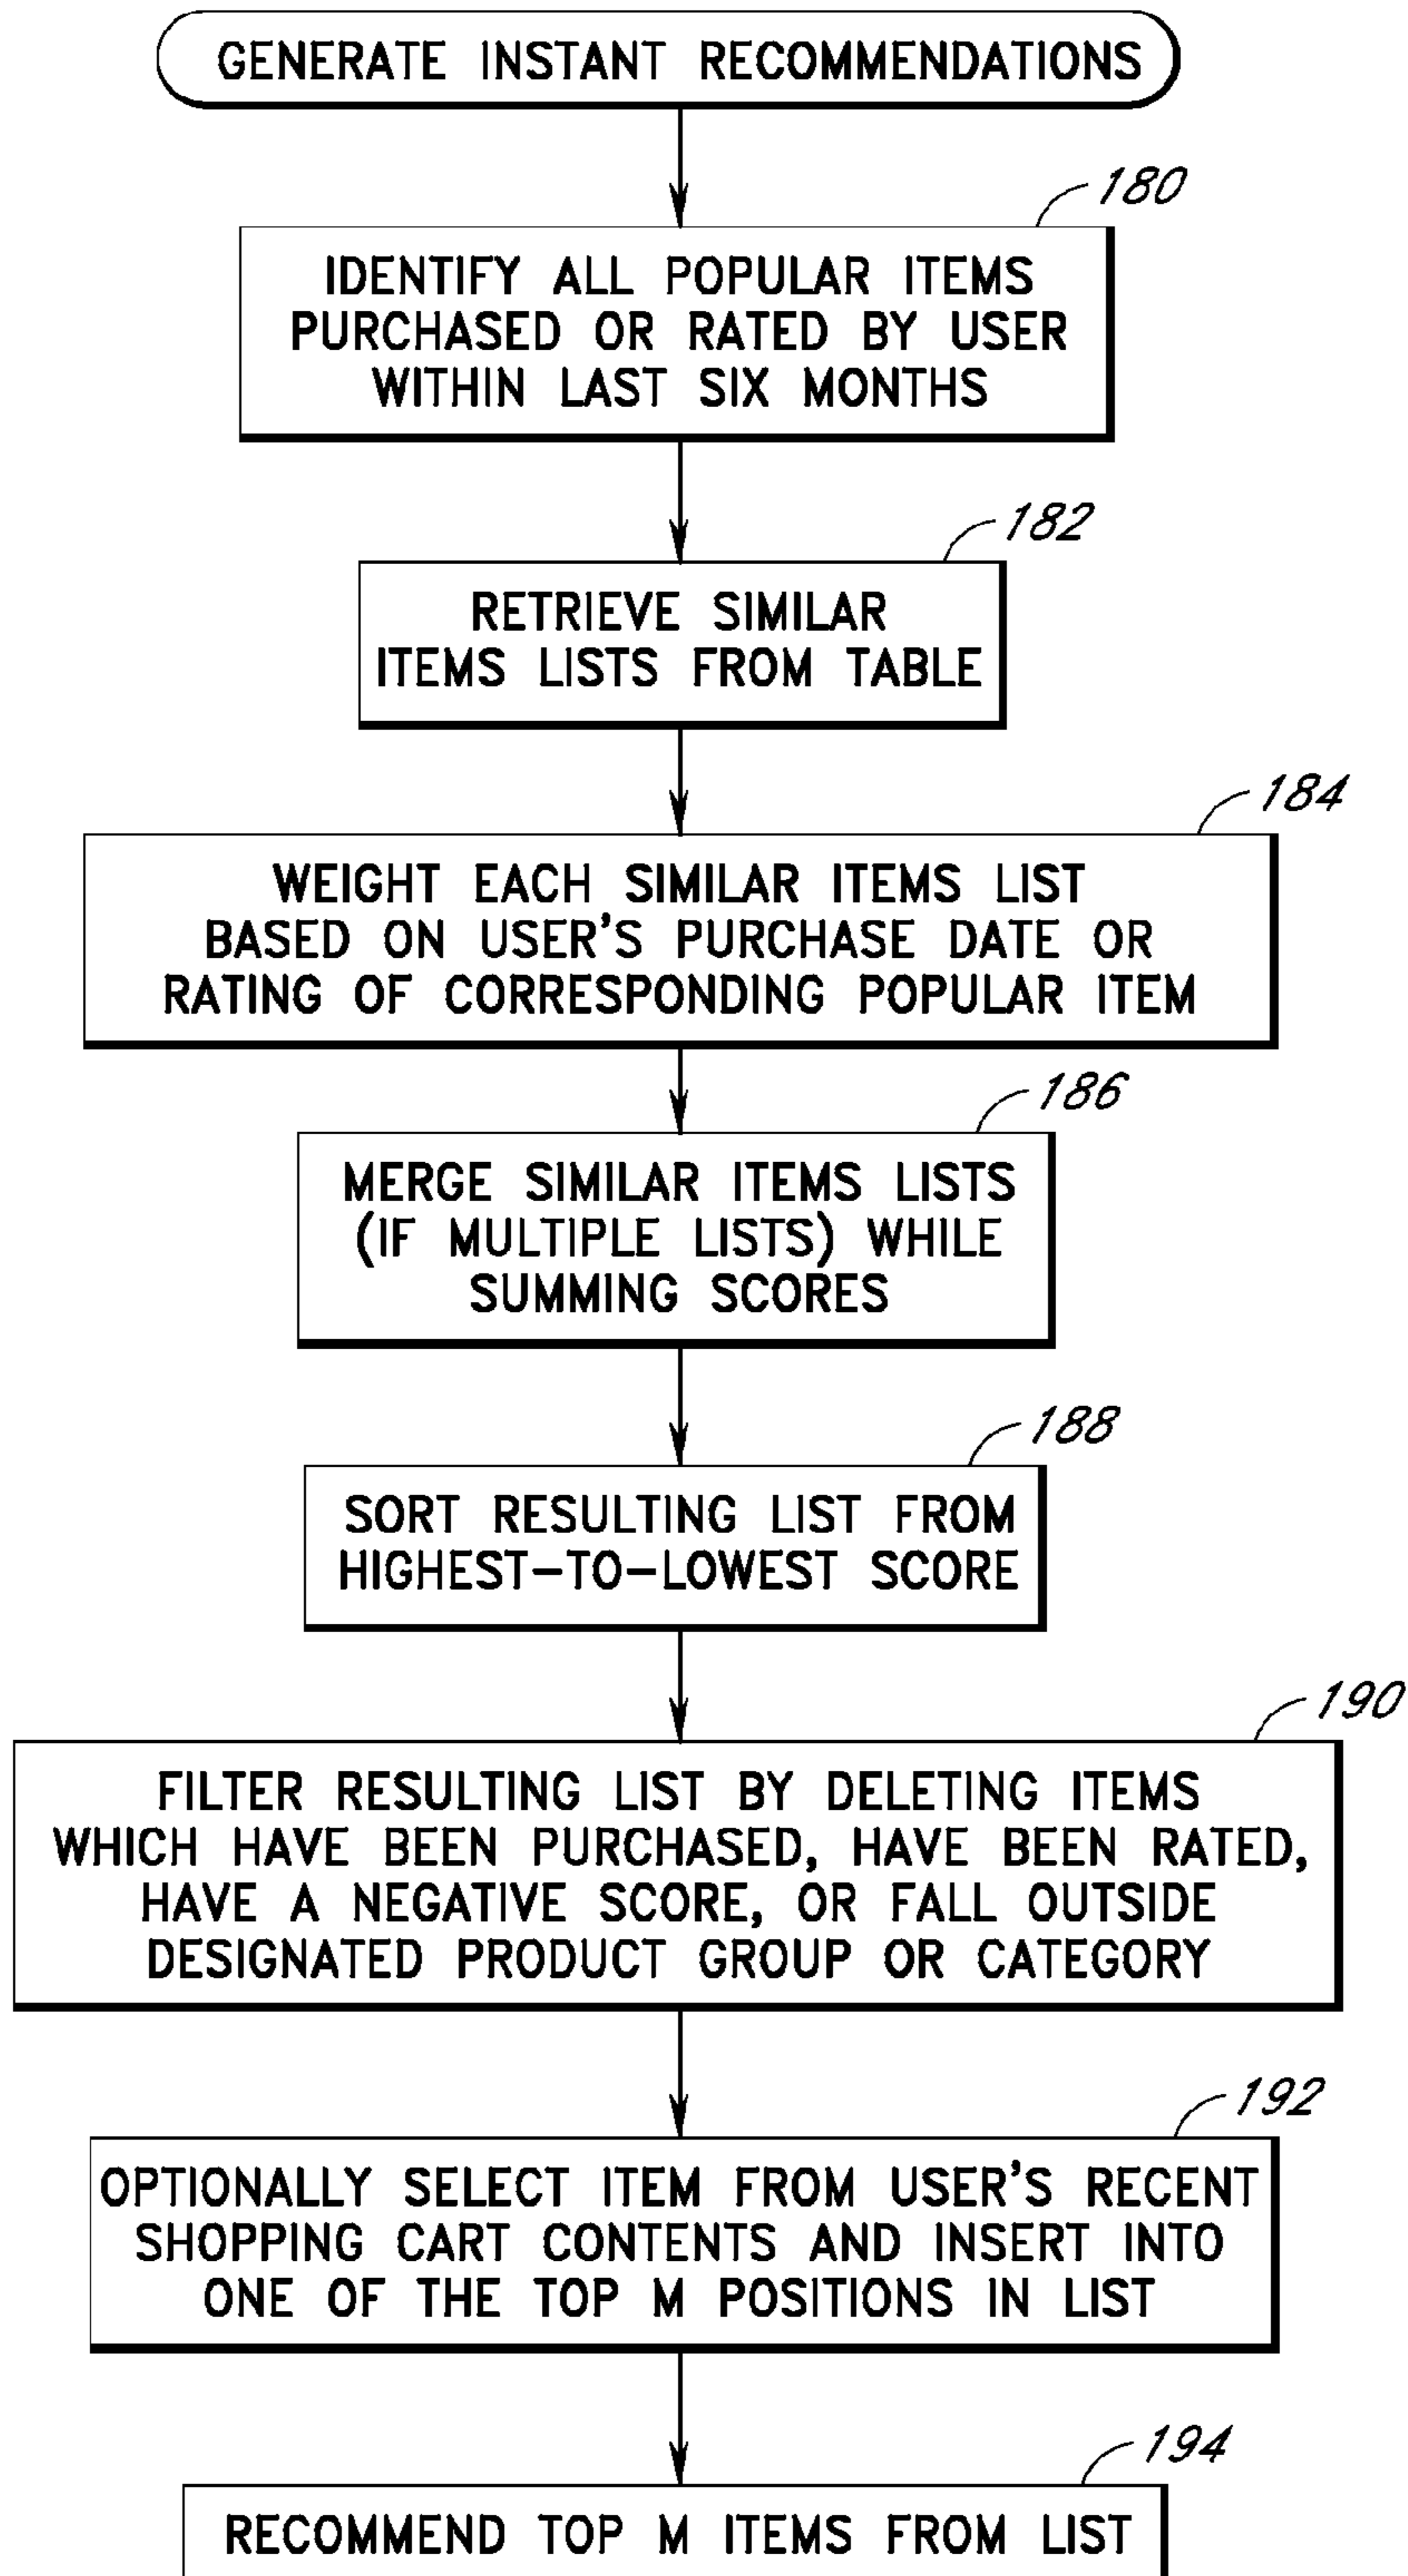 GENERATE INSTANT RECOMMENDATIONS
180
IDENTIFY ALL POPULAR ITEMS
PURCHASED OR RATED BY USER
WITHIN LAST SIX MONTHS
182
RETRIEVE SIMILAR
ITEMS LISTS FROM TABLE
184
WEIGHT EACH SIMILAR ITEMS LIST
BASED ON USER'S PURCHASE DATE OR
RATING OF CORRESPONDING POPULAR ITEM
186
MERGE SIMILAR ITEMS LISTS
(IF MULTIPLE LISTS) WHILE
SUMMING SCORES
188
SORT RESULTING LIST FROM
HIGHEST-TO-LOWEST SCORE
190
FILTER RESULTING LIST BY DELETING ITEMS
WHICH HAVE BEEN PURCHASED, HAVE BEEN RATED,
HAVE A NEGATIVE SCORE, OR FALL OUTSIDE
DESIGNATED PRODUCT GROUP OR CATEGORY
192
OPTIONALLY SELECT ITEM FROM USER'S RECENT
SHOPPING CART CONTENTS AND INSERT INTO
ONE OF THE TOP M POSITIONS IN LIST
194
RECOMMEND TOP M ITEMS FROM LIST